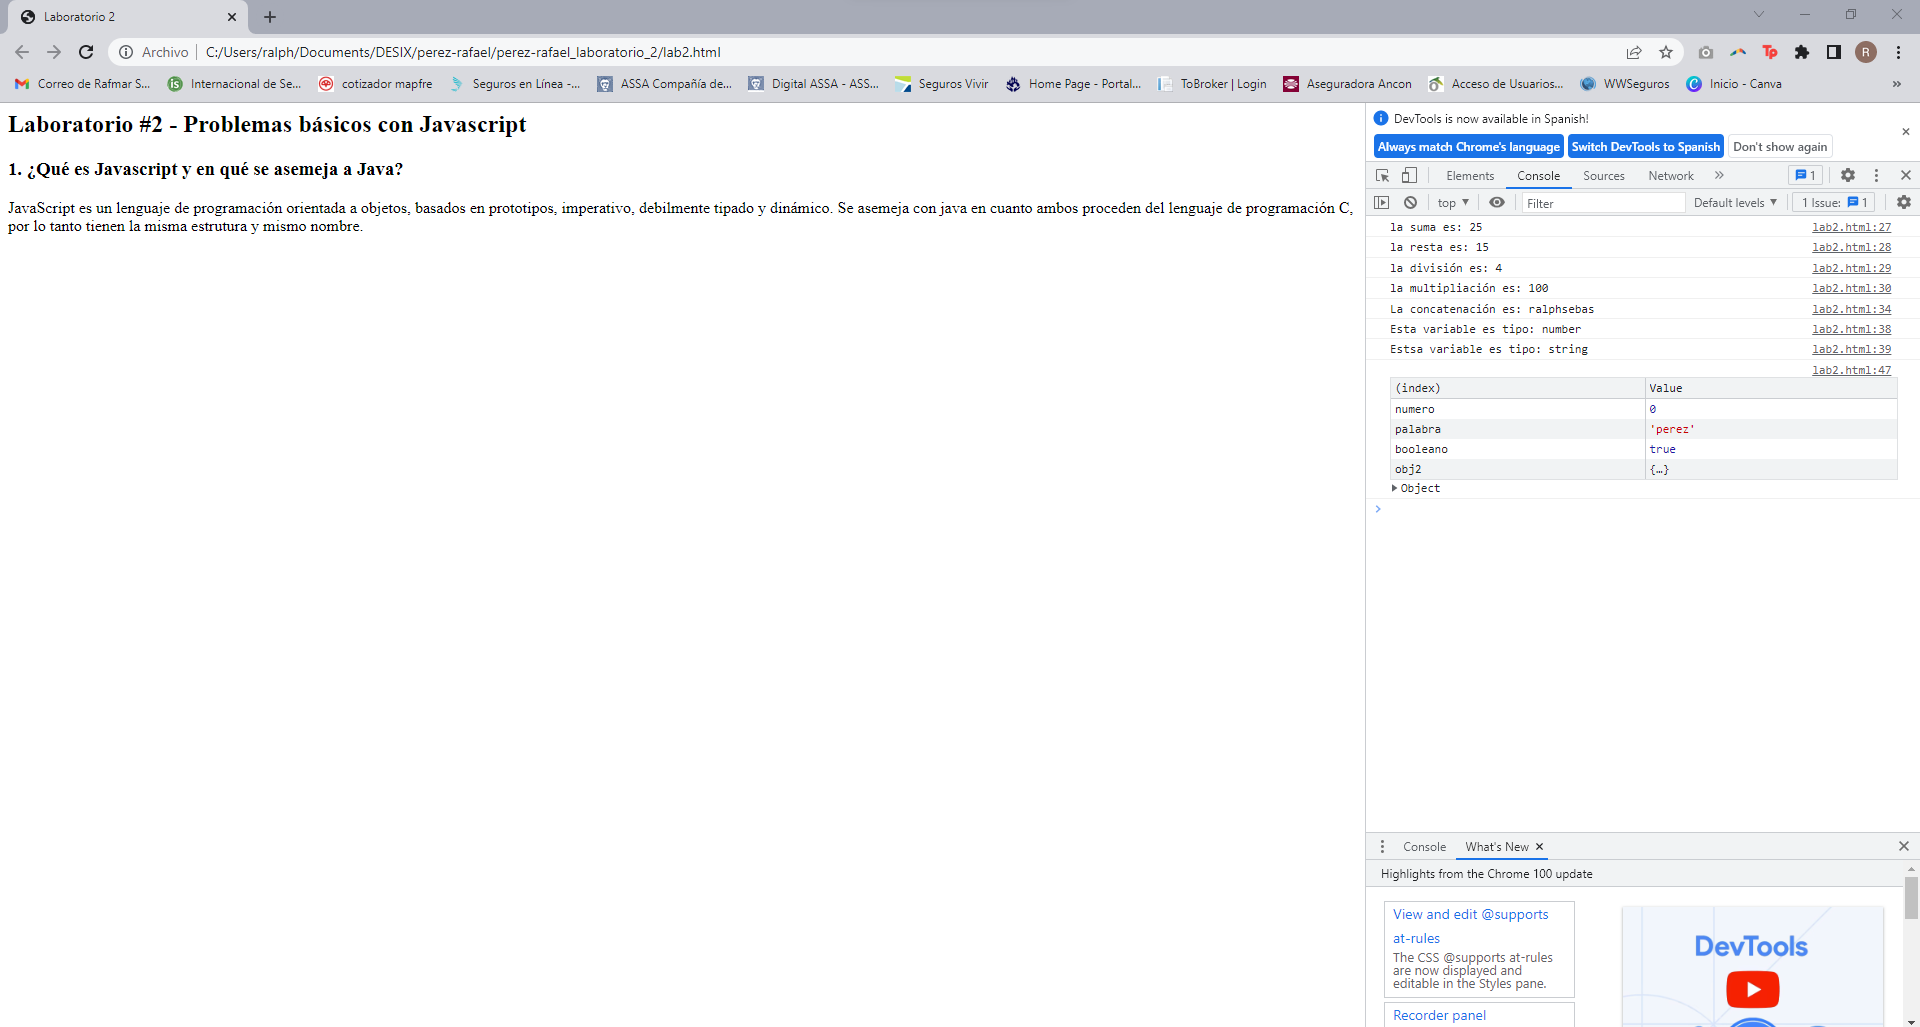 Laboratorio 2
Archivo C:/Users/ralph/Documents/DESIX/perez-rafael/perez-rafael_laboratorio_2/lab2.html
Tp
R
Correo de Rafmar S... Internacional de Se... cotizador mapfre Seguros en Línea -... ASSA Compañía de... Digital ASSA - ASS... Seguros Vivir Home Page - Portal... ToBroker | Login Aseguradora Ancon Acceso de Usuarios... WWSeguros Inicio - Canva »
Laboratorio #2 - Problemas básicos con Javascript
1. ¿Qué es Javascript y en qué se asemeja a Java?
JavaScript es un lenguaje de programación orientada a objetos, basados en prototipos, imperativo, debilmente tipado y dinámico. Se asemeja con java en cuanto ambos proceden del lenguaje de programación C,
por lo tanto tienen la misma estrutura y mismo nombre.
DevTools is now available in Spanish!
Always match Chrome's language Switch DevTools to Spanish Don't show again
Elements Console Sources Network » 1
top Filter Default levels 1 Issue: 1
la suma es: 25 lab2.html:27
la resta es: 15 lab2.html:28
la división es: 4 lab2.html:29
la multipliación es: 100 lab2.html:30
La concatenación es: ralphsebas lab2.html:34
Esta variable es tipo: number lab2.html:38
Estsa variable es tipo: string lab2.html:39
lab2.html:47
(index) Value
numero 0
palabra 'perez'
booleano true
obj2 {…}
Object
Console What's New
Highlights from the Chrome 100 update
View and edit @supports
at-rules
The CSS @supports at-rules
are now displayed and
editable in the Styles pane.
Recorder panel
DevTools